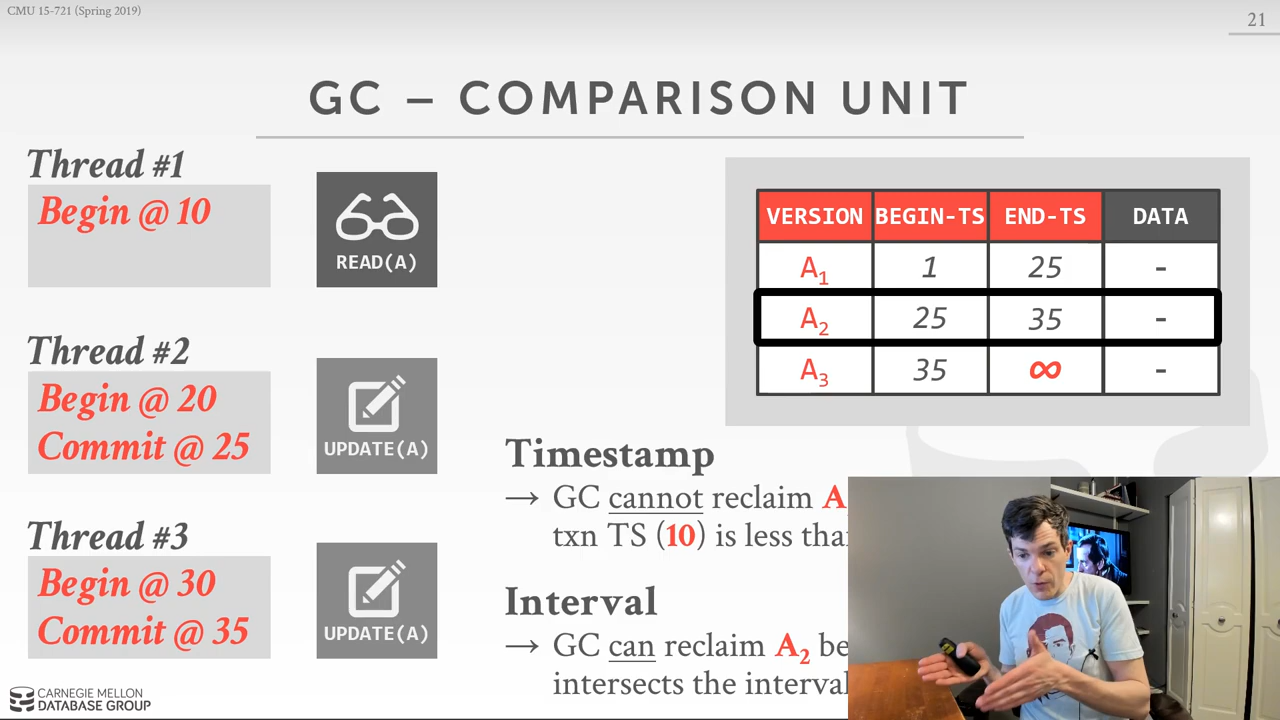 CMU 15-721 (Spring 2019)
21
GC – COMPARISON UNIT
Thread #1
Begin @ 10
READ(A)
Thread #2
Begin @ 20
Commit @ 25
UPDATE(A)
Thread #3
Begin @ 30
Commit @ 35
UPDATE(A)
VERSION BEGIN-TS END-TS DATA
A1 1 25 -
A2 25 35 -
A3 35 ∞ -
Timestamp
→ GC cannot reclaim A
txn TS (10) is less
Interval
→ GC can reclaim A2
intersects the interval
CARNEGIE MELLON
DATABASE GROUP